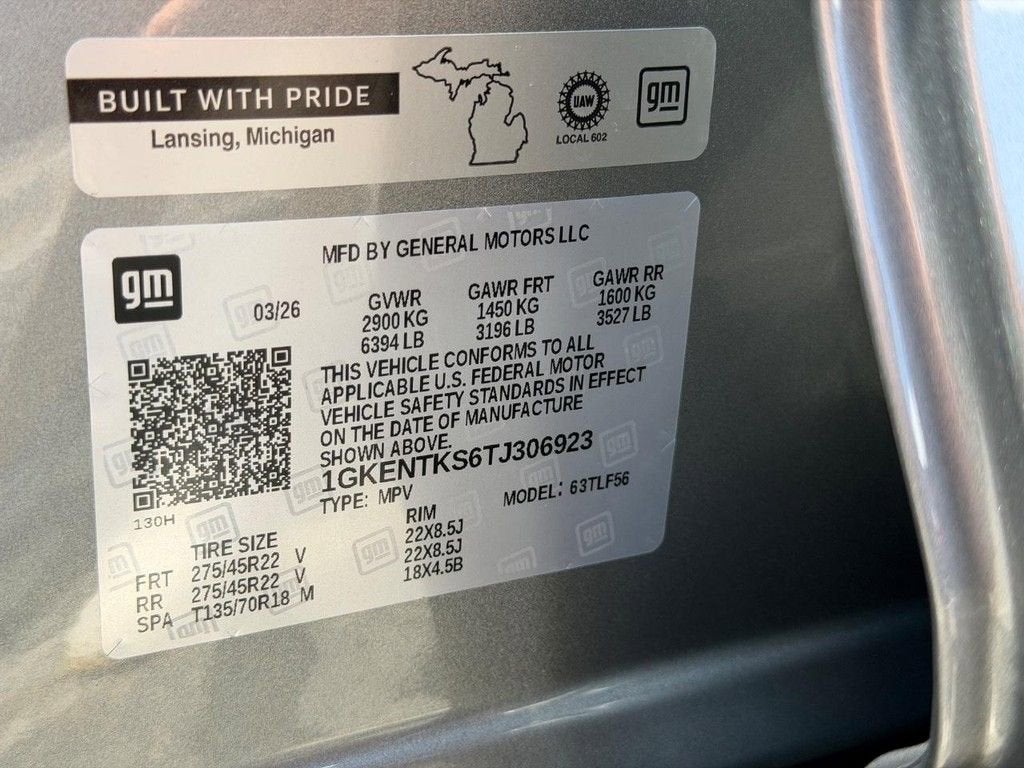 BUILT WITH PRIDE
Lansing, Michigan
UAW
LOCAL 602
gm
MFD BY GENERAL MOTORS LLC
gm
03/26
GVWR
2900 KG
6394 LB
GAWR FRT
1450 KG
3196 LB
GAWR RR
1600 KG
3527 LB
THIS VEHICLE CONFORMS TO ALL
APPLICABLE U.S. FEDERAL MOTOR
VEHICLE SAFETY STANDARDS IN EFFECT
ON THE DATE OF MANUFACTURE
SHOWN ABOVE.
1GKENTKS6TJ306923
TYPE: MPV MODEL: 63TLF56
130H
TIRE SIZE RIM
FRT 275/45R22 V 22X8.5J
RR 275/45R22 V 22X8.5J
SPA T135/70R18 M 18X4.5B